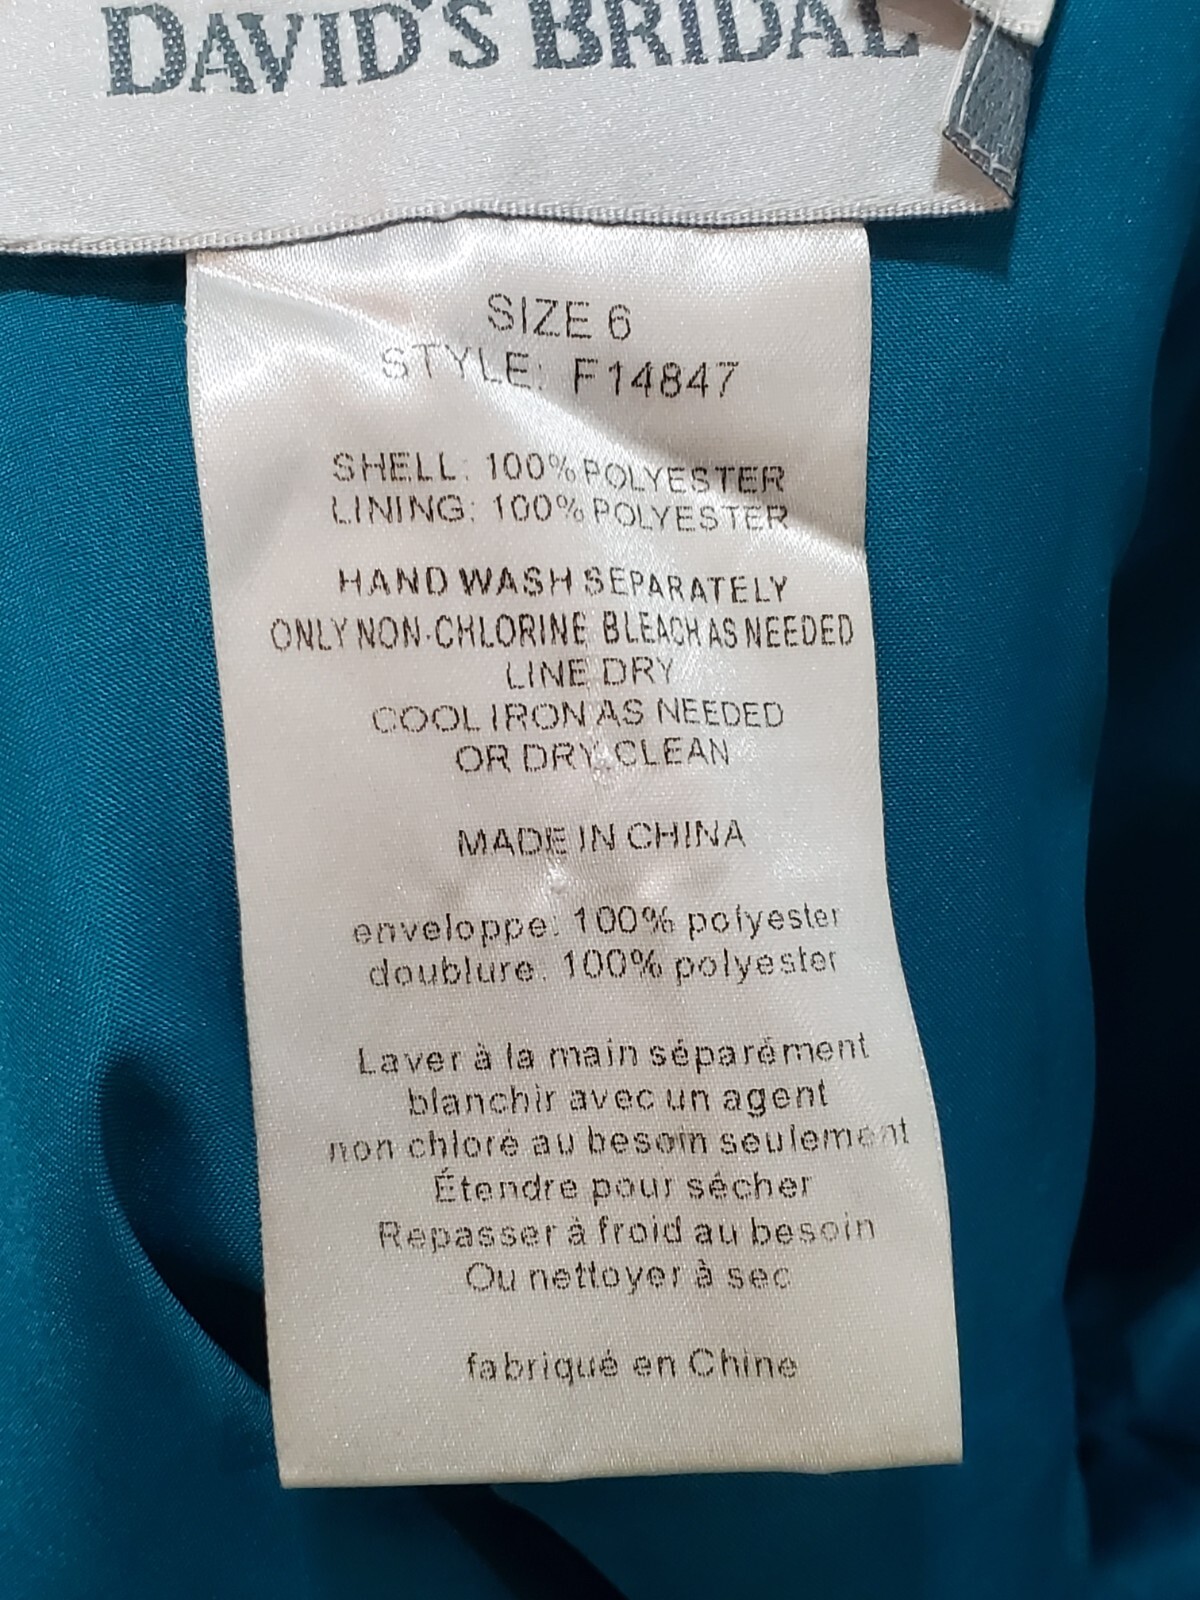 DAVID'S BRIDAL
SIZE 6
STYLE: F14847
SHELL: 100% POLYESTER
LINING: 100% POLYESTER
HAND WASH SEPARATELY
ONLY NON-CHLORINE BLEACH AS NEEDED
LINE DRY
COOL IRON AS NEEDED
OR DRY CLEAN
MADE IN CHINA
enveloppe: 100% polyester
doublure: 100% polyester
Laver à la main séparément
blanchir avec un agent
non chloré au besoin seulement
Étendre pour sécher
Repasser à froid au besoin
Ou nettoyer à sec
fabriqué en Chine